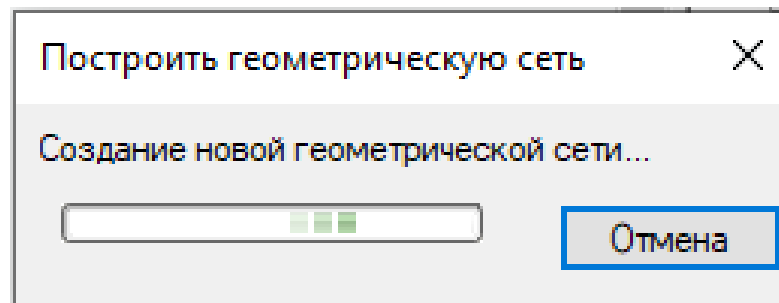 Построить геометрическую сеть
Создание новой геометрической сети...
Отмена